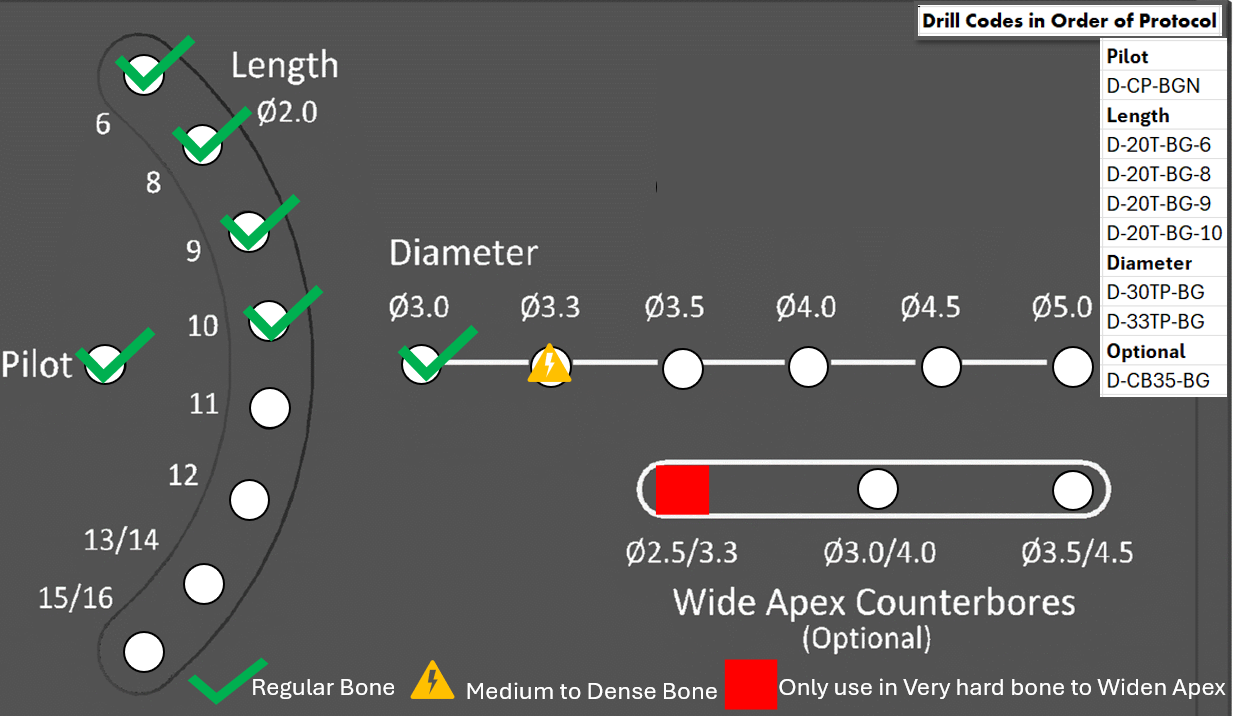 Drill Codes in Order of Protocol
Pilot
D-CP-BGN
Length
D-20T-BG-6
D-20T-BG-8
D-20T-BG-9
D-20T-BG-10
Diameter
D-30TP-BG
D-33TP-BG
Optional
D-CB35-BG
Length
Ø2.0
6
8
9
10
11
12
13/14
15/16
Pilot
Diameter
Ø3.0 Ø3.3 Ø3.5 Ø4.0 Ø4.5 Ø5.0
Ø2.5/3.3 Ø3.0/4.0 Ø3.5/4.5
Wide Apex Counterbores
(Optional)
Regular Bone Medium to Dense Bone Only use in Very hard bone to Widen Apex